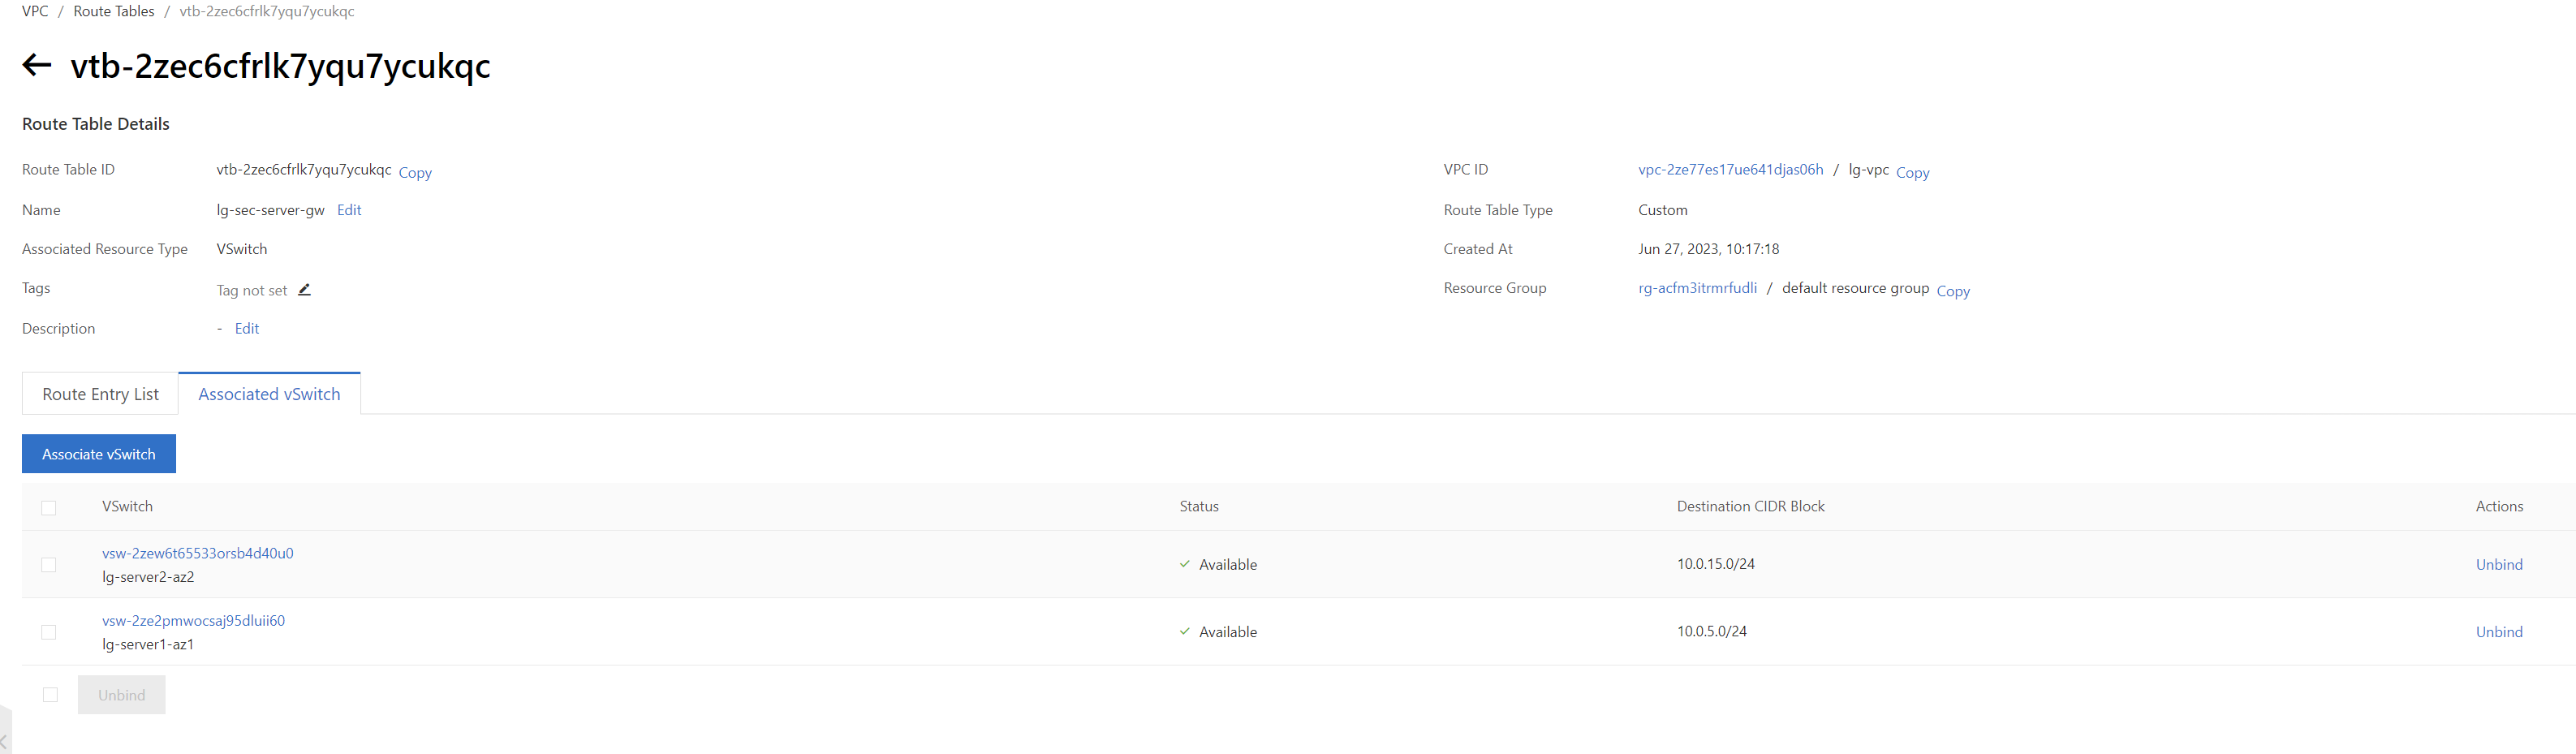 VPC / Route Tables / vtb-2zec6cfrlk7yqu7ycukqc
vtb-2zec6cfrlk7yqu7ycukqc
Route Table Details
Route Table ID vtb-2zec6cfrlk7yqu7ycukqc Copy VPC ID vpc-2ze77es17ue641djas06h / lg-vpc Copy
Name lg-sec-server-gw Edit Route Table Type Custom
Associated Resource Type VSwitch Created At Jun 27, 2023, 10:17:18
Tags Tag not set Resource Group rg-acfm3itrmrfudli / default resource group Copy
Description - Edit
Route Entry List Associated vSwitch
Associate vSwitch
VSwitch Status Destination CIDR Block Actions
vsw-2zew6t65533orsb4d40u0
lg-server2-az2 Available 10.0.15.0/24 Unbind
vsw-2ze2pmwocsaj95dluii60
lg-server1-az1 Available 10.0.5.0/24 Unbind
Unbind